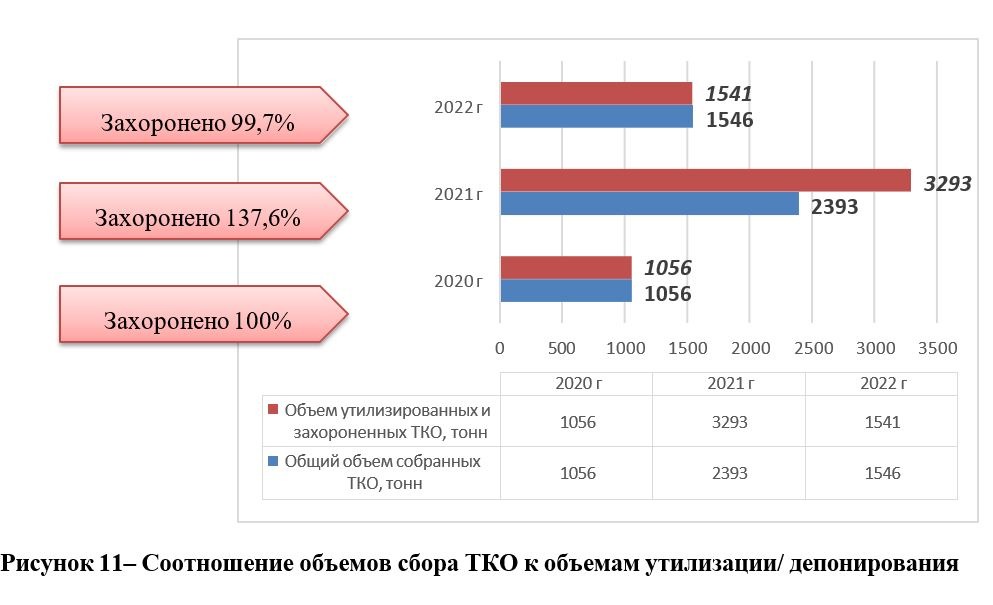 Захоронено 99,7%
Захоронено 137,6%
Захоронено 100%
2022 г
1541
1546
2021 г
3293
2393
2020 г
1056
1056
0 500 1000 1500 2000 2500 3000 3500
2020 г 2021 г 2022 г
Объем утилизированных и
захороненных ТКО, тонн
1056 3293 1541
Общий объем собранных
ТКО, тонн
1056 2393 1546
Рисунок 11– Соотношение объемов сбора ТКО к объемам утилизации/ депонирования